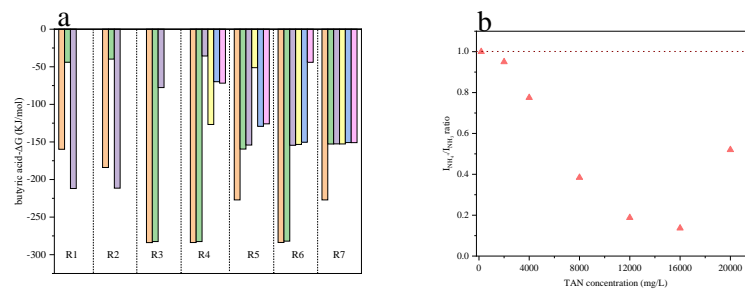 a
0
-50
-100
-150
-200
-250
-300
butyric acid-ΔG (KJ/mol)
R1 R2 R3 R4 R5 R6 R7
b
1.0
0.8
0.6
0.4
0.2
0.0
I_NH4+/I_NH3 ratio
0 4000 8000 12000 16000 20000
TAN concentration (mg/L)